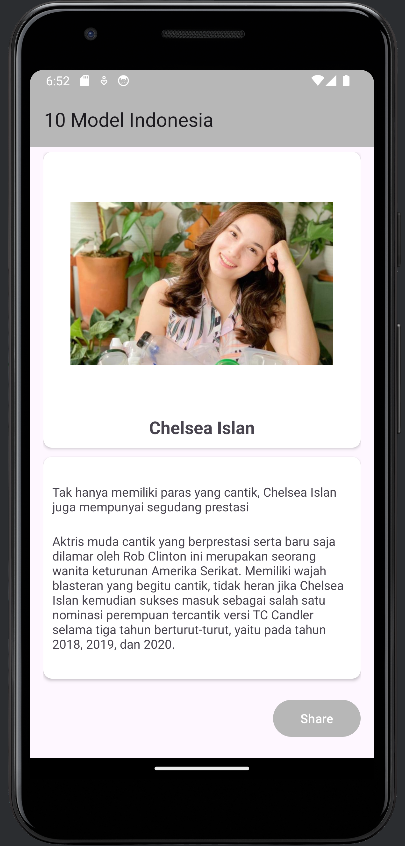 6:52
10 Model Indonesia
Chelsea Islan
Tak hanya memiliki paras yang cantik, Chelsea Islan
juga mempunyai segudang prestasi
Aktris muda cantik yang berprestasi serta baru saja
dilamar oleh Rob Clinton ini merupakan seorang
wanita keturunan Amerika Serikat. Memiliki wajah
blasteran yang begitu cantik, tidak heran jika Chelsea
Islan kemudian sukses masuk sebagai salah satu
nominasi perempuan tercantik versi TC Candler
selama tiga tahun berturut-turut, yaitu pada tahun
2018, 2019, dan 2020.
Share